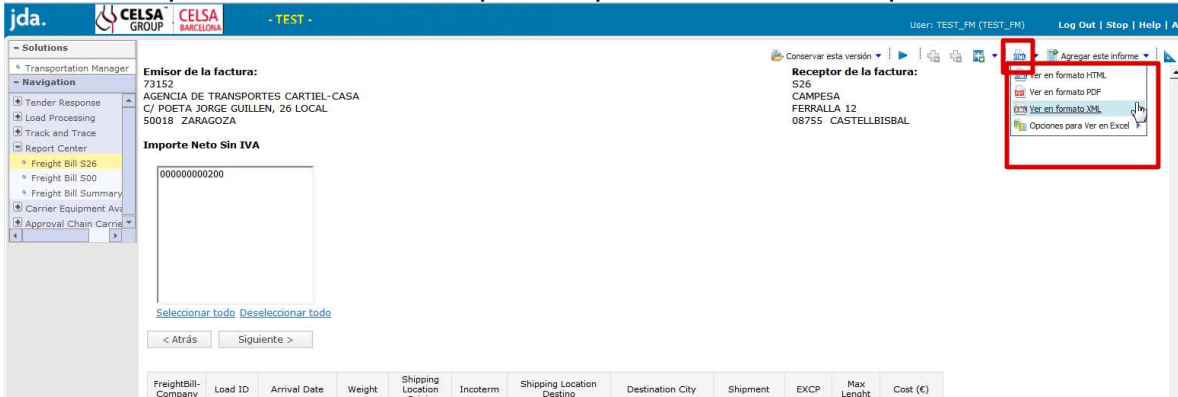 jda. CELSA GROUP CELSA BARCELONA - TEST - User: TEST_FM (TEST_FM) Log Out | Stop | Help | A
- Solutions
Transportation Manager
- Navigation
Tender Response
Load Processing
Track and Trace
Report Center
Freight Bill S26
Freight Bill S00
Freight Bill Summary
Carrier Equipment Ava
Approval Chain Carrie
Conservar esta versión Agregar este informe
Ver en formato HTML
Ver en formato PDF
Ver en formato XML
Opciones para Ver en Excel
Emisor de la factura:
73152
AGENCIA DE TRANSPORTES CARTIEL-CASA
C/ POETA JORGE GUILLEN, 26 LOCAL
50018 ZARAGOZA
Receptor de la factura:
S26
CAMPESA
FERRALLA 12
08755 CASTELLBISBAL
Importe Neto Sin IVA
000000000200
Seleccionar todo Deseleccionar todo
< Atrás Siguiente >
FreightBill-Company Load ID Arrival Date Weight Shipping Location Incoterm Shipping Location Destino Destination City Shipment EXCP Max Lenght Cost (€)